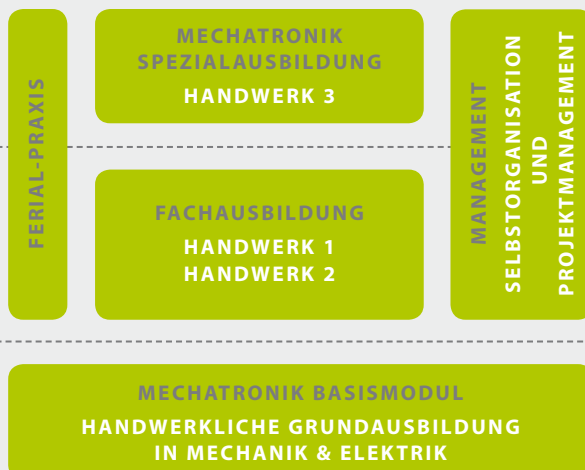 FERIAL-PRAXIS
MECHATRONIK
SPEZIALAUSBILDUNG
HANDWERK 3
FACHAUSBILDUNG
HANDWERK 1
HANDWERK 2
MANAGEMENT
SELBSTORGANISATION
UND
PROJEKTMANAGEMENT
MECHATRONIK BASISMODUL
HANDWERKLICHE GRUNDAUSBILDUNG
IN MECHANIK & ELEKTRIK